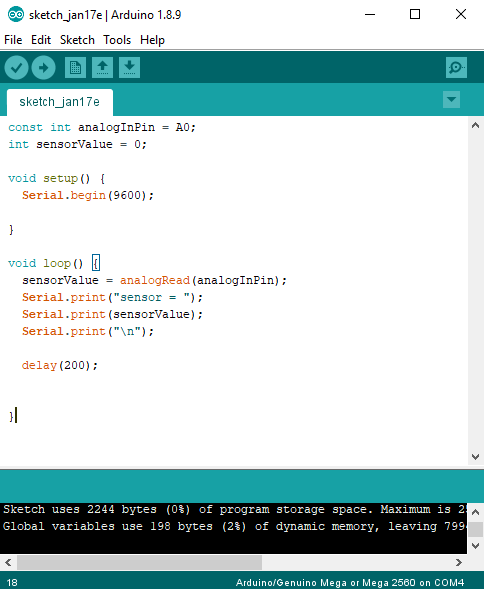 sketch_jan17e | Arduino 1.8.9
File Edit Sketch Tools Help
sketch_jan17e
const int analogInPin = A0;
int sensorValue = 0;
void setup() {
Serial.begin(9600);
}
void loop() {
sensorValue = analogRead(analogInPin);
Serial.print("sensor = ");
Serial.print(sensorValue);
Serial.print("\n");
delay(200);
}
Sketch uses 2244 bytes (0%) of program storage space. Maximum is 25
Global variables use 198 bytes (2%) of dynamic memory, leaving 799
18 Arduino/Genuino Mega or Mega 2560 on COM4